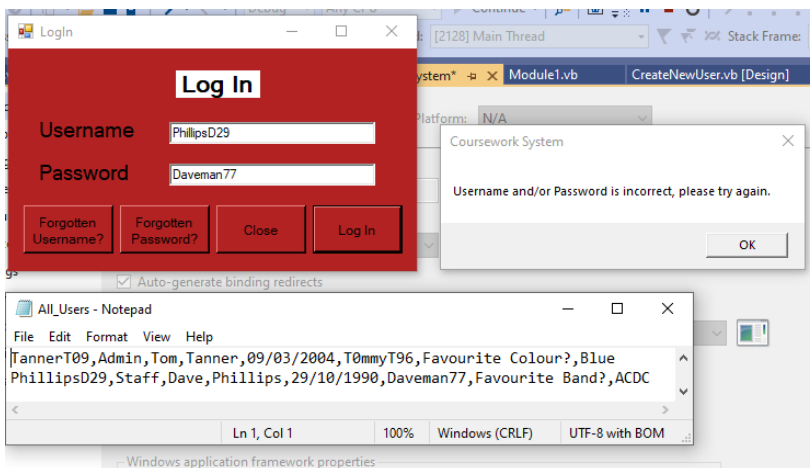 Debug
Any CPU
Continue
LogIn
[2128] Main Thread
Stack Frame:
ystem*
Module1.vb
CreateNewUser.vb [Design]
Log In
Platform:
N/A
Username
PhillipsD29
Coursework System
Password
Daveman77
Username and/or Password is incorrect, please try again.
Forgotten
Username?
Forgotten
Password?
Close
Log In
OK
gs
Auto-generate binding redirects
All_Users - Notepad
File Edit Format View Help
TannerT09,Admin,Tom,Tanner,09/03/2004,T0mmyT96,Favourite Colour?,Blue
PhillipsD29,Staff,Dave,Phillips,29/10/1990,Daveman77,Favourite Band?,ACDC
Ln 1, Col 1
100%
Windows (CRLF)
UTF-8 with BOM
Windows application framework properties